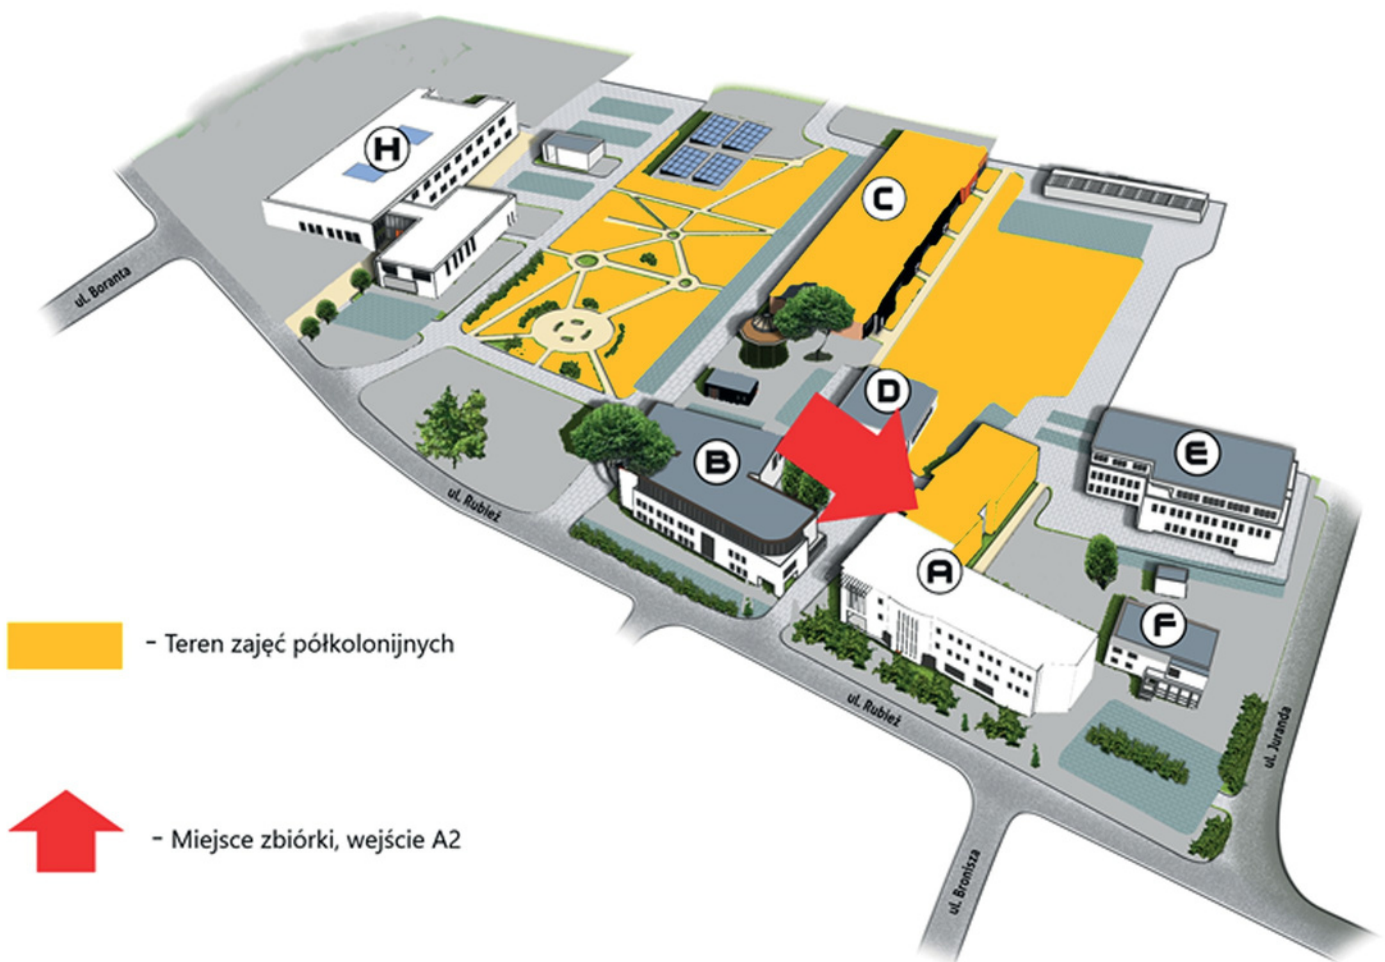 H
C
D
B
E
A
F
ul. Boranta
ul. Rubież
ul. Rubież
ul. Juranda
ul. Bronisza
- Teren zajęć półkolonijnych
- Miejsce zbiórki, wejście A2